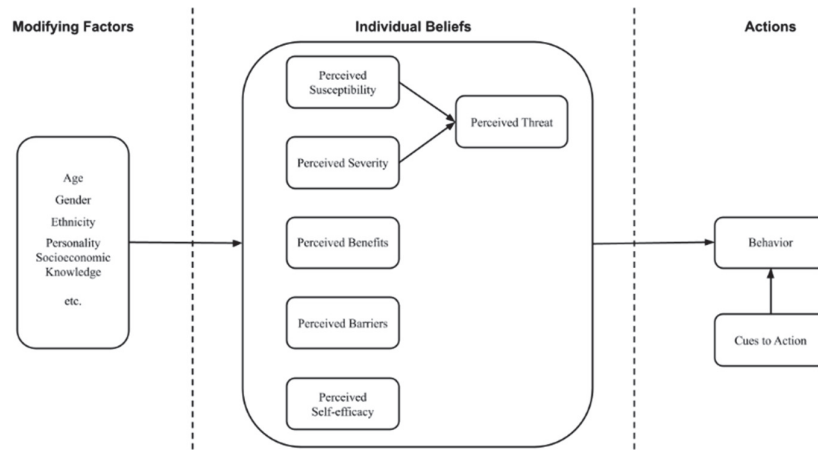 Modifying Factors
Individual Beliefs
Actions
Age
Gender
Ethnicity
Personality
Socioeconomic
Knowledge
etc.
Perceived
Susceptibility
Perceived Severity
Perceived Benefits
Perceived Barriers
Perceived
Self-efficacy
Perceived Threat
Behavior
Cues to Action